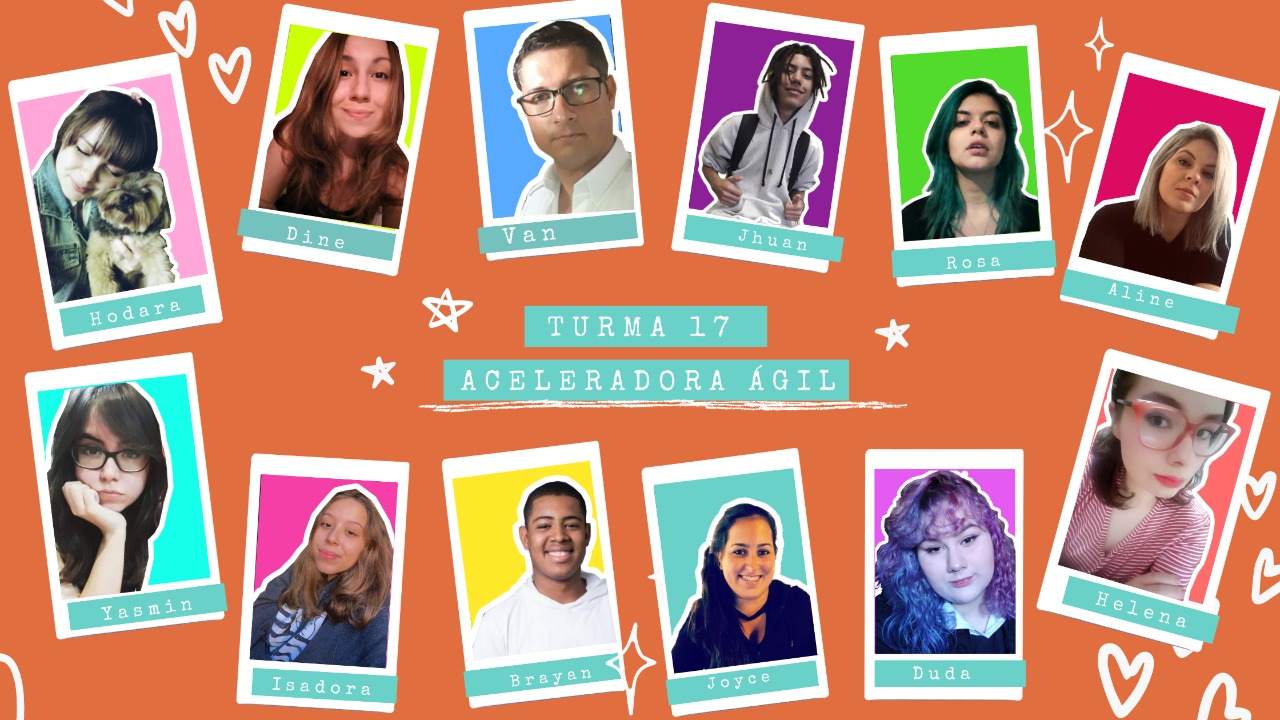 Hodara
Dine
Van
Jhuan
Rosa
Aline
TURMA 17
ACELERADORA ÁGIL
Yasmin
Isadora
Brayan
Joyce
Duda
Helena